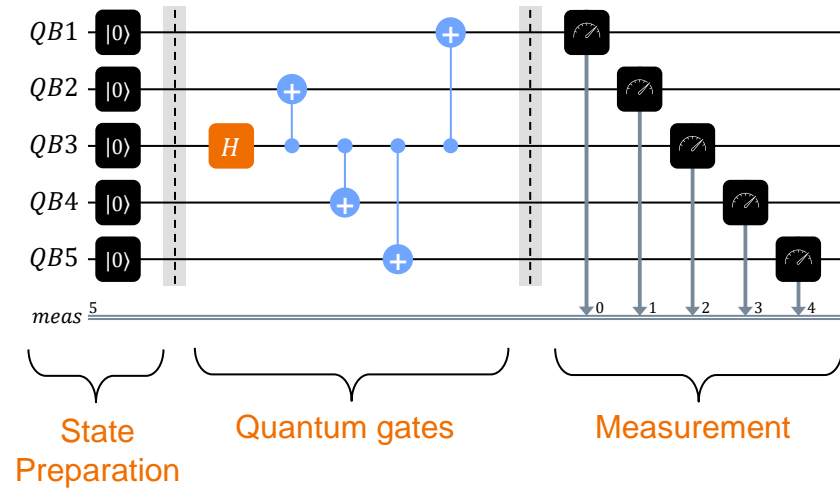 QB1 |0⟩
QB2 |0⟩
QB3 |0⟩ H
QB4 |0⟩
QB5 |0⟩
meas 5 0 1 2 3 4
State
Preparation
Quantum gates
Measurement